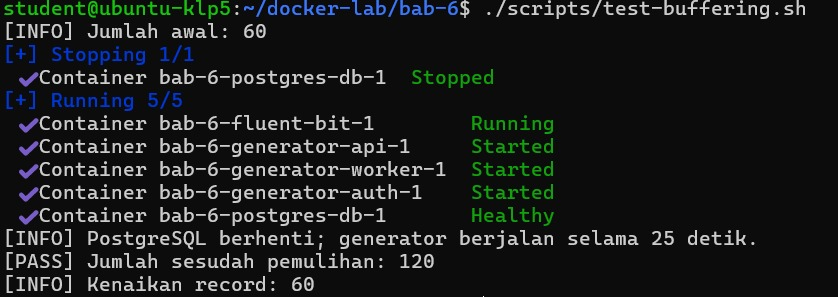 student@ubuntu-klp5:~/docker-lab/bab-6$ ./scripts/test-buffering.sh
[INFO] Jumlah awal: 60
[+] Stopping 1/1
✔Container bab-6-postgres-db-1 Stopped
[+] Running 5/5
✔Container bab-6-fluent-bit-1 Running
✔Container bab-6-generator-api-1 Started
✔Container bab-6-generator-worker-1 Started
✔Container bab-6-generator-auth-1 Started
✔Container bab-6-postgres-db-1 Healthy
[INFO] PostgreSQL berhenti; generator berjalan selama 25 detik.
[PASS] Jumlah sesudah pemulihan: 120
[INFO] Kenaikan record: 60